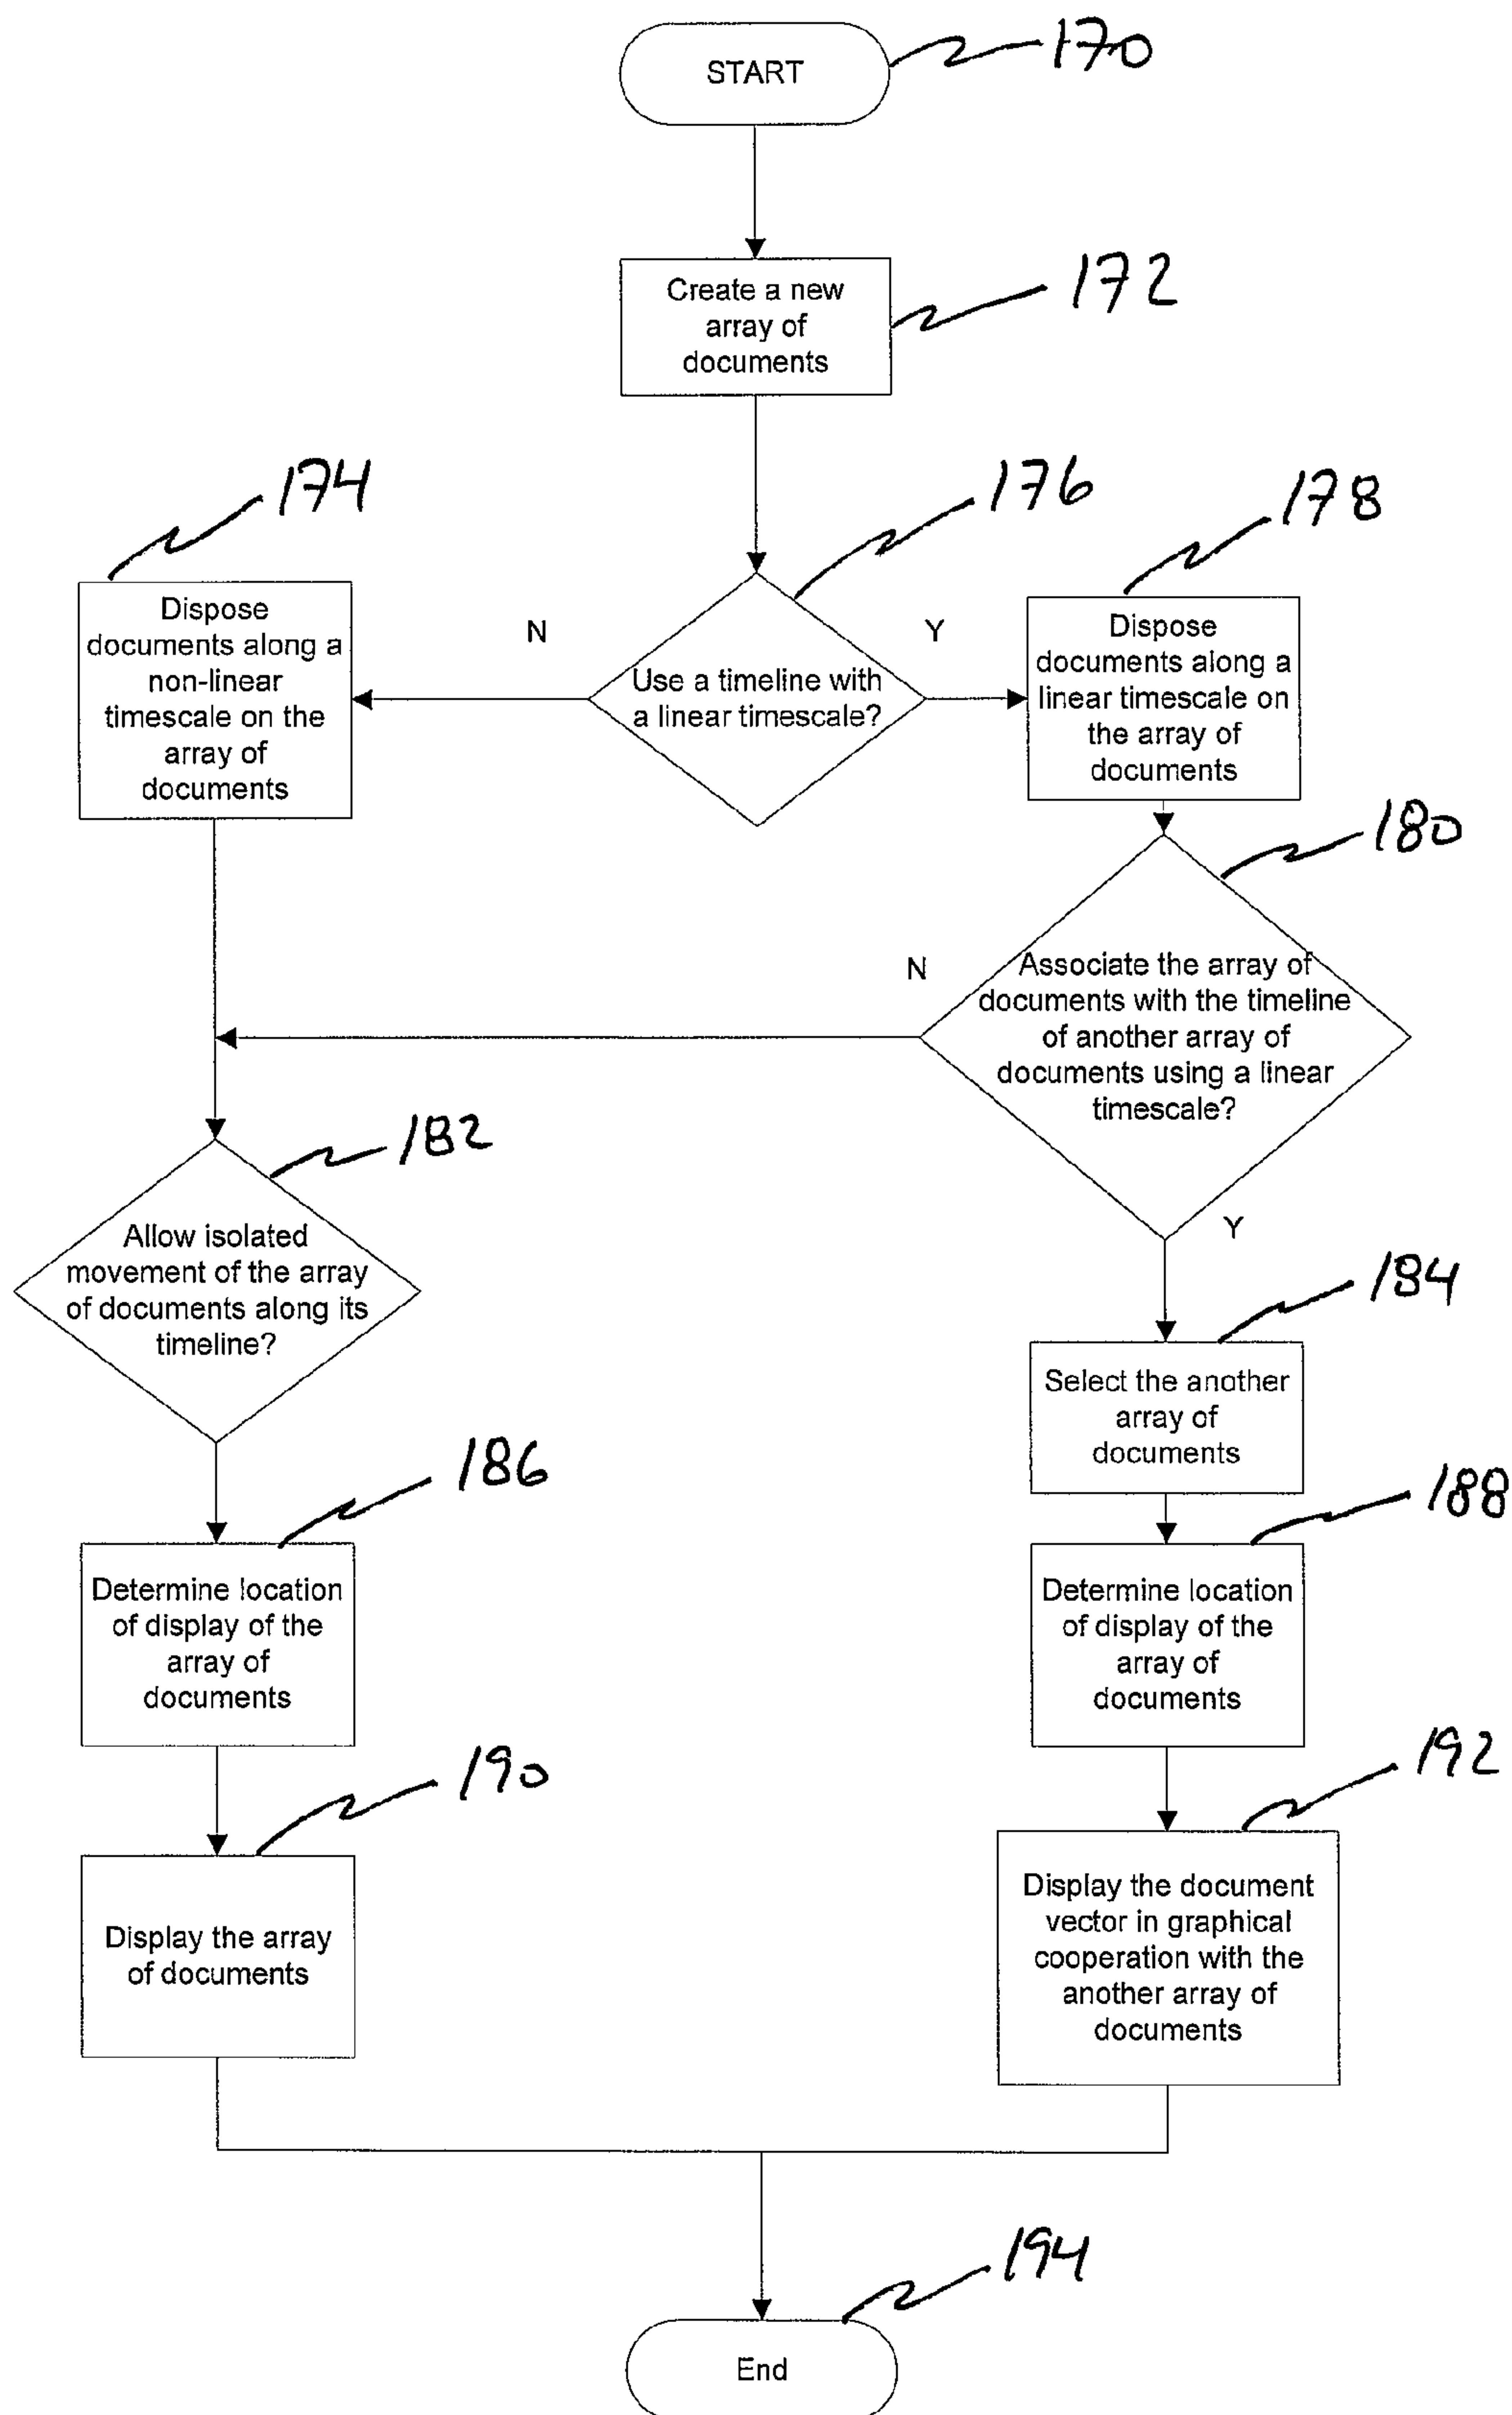 START
170
Create a new
array of
documents
172
174
176
178
Dispose
documents along a
non-linear
timescale on the
array of
documents
N
Use a timeline with
a linear timescale?
Y
Dispose
documents along a
linear timescale on
the array of
documents
180
N
Associate the array of
documents with the timeline
of another array of
documents using a linear
timescale?
Y
182
Allow isolated
movement of the array
of documents along its
timeline?
184
Select the another
array of
documents
186
Determine location
of display of the
array of
documents
188
Determine location
of display of the
array of
documents
190
Display the array
of documents
192
Display the document
vector in graphical
cooperation with the
another array of
documents
194
End